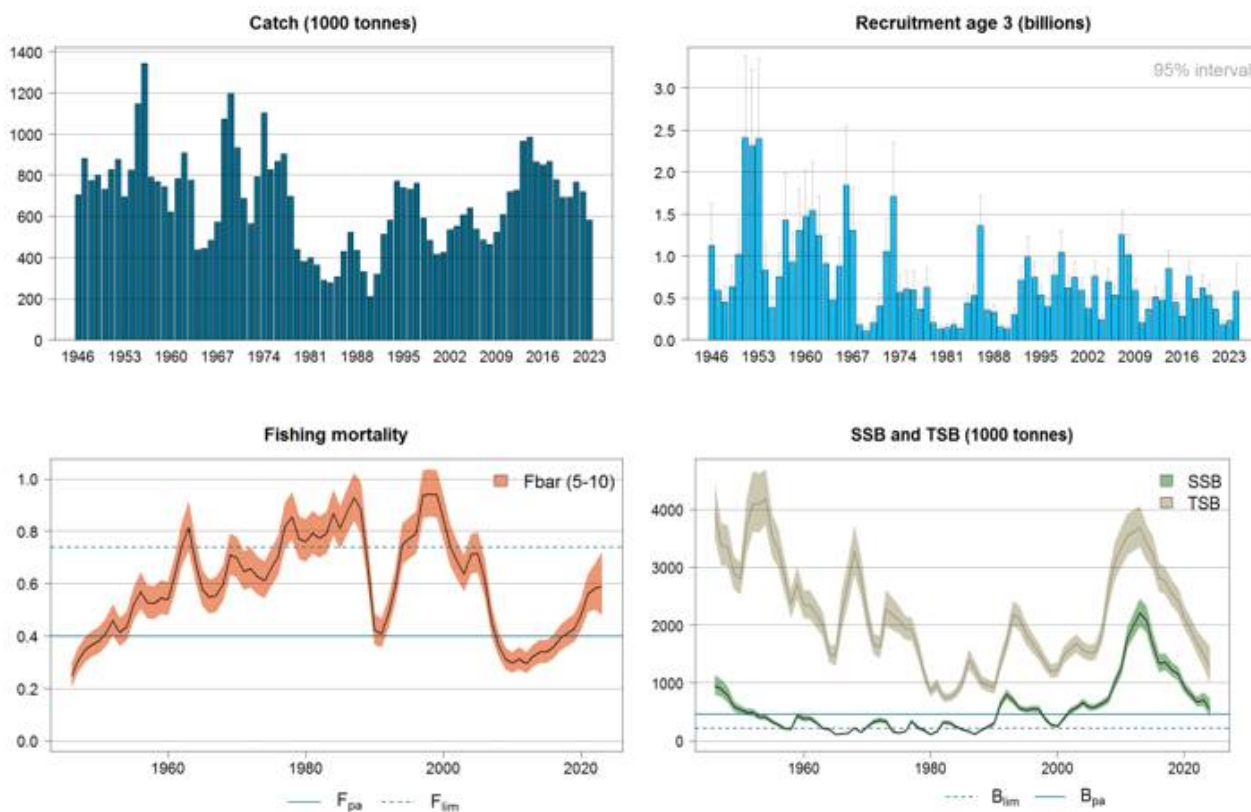 Catch (1000 tonnes)
1400
1200
1000
800
600
400
200
0
1946 1953 1960 1967 1974 1981 1988 1995 2002 2009 2016 2023
Recruitment age 3 (billions)
95% interval
3.0
2.5
2.0
1.5
1.0
0.5
0.0
1946 1953 1960 1967 1974 1981 1988 1995 2002 2009 2016 2023
Fishing mortality
Fbar (5-10)
1.0
0.8
0.6
0.4
0.2
0.0
1960 1980 2000 2020
Fpa Flim
SSB and TSB (1000 tonnes)
SSB
TSB
4000
3000
2000
1000
0
1960 1980 2000 2020
Blim Bpa